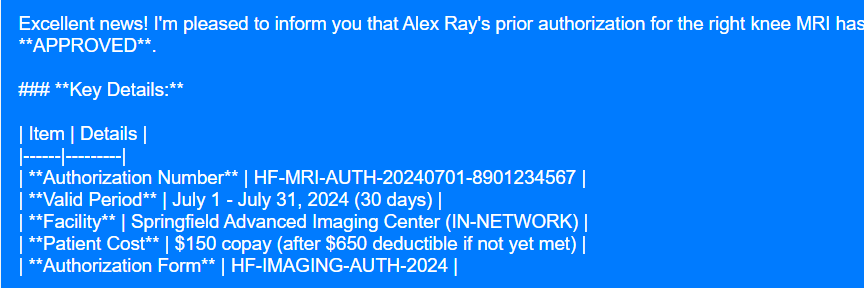 Excellent news! I'm pleased to inform you that Alex Ray's prior authorization for the right knee MRI has
**APPROVED**.
### **Key Details:**
| Item | Details |
|------|---------|
| **Authorization Number** | HF-MRI-AUTH-20240701-8901234567 |
| **Valid Period** | July 1 - July 31, 2024 (30 days) |
| **Facility** | Springfield Advanced Imaging Center (IN-NETWORK) |
| **Patient Cost** | $150 copay (after $650 deductible if not yet met) |
| **Authorization Form** | HF-IMAGING-AUTH-2024 |